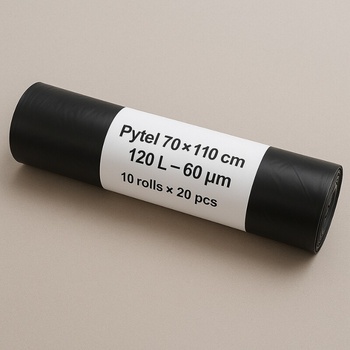 Pytel 70×110 cm
120 L – 60 µm
10 rolls × 20 pcs